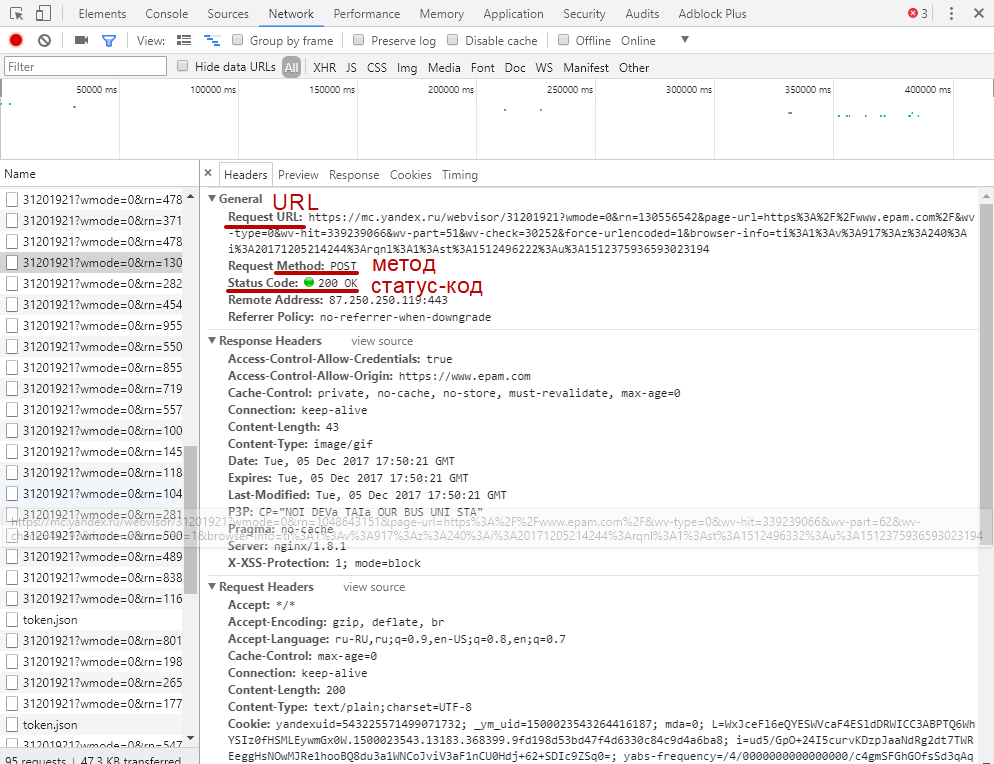 Elements Console Sources Network Performance Memory Application Security Audits Adblock Plus 3
View: Group by frame Preserve log Disable cache Offline Online
Filter Hide data URLs All XHR JS CSS Img Media Font Doc WS Manifest Other
50000 ms 100000 ms 150000 ms 200000 ms 250000 ms 300000 ms 350000 ms 400000 ms
Name
31201921?wmode=0&rn=478
31201921?wmode=0&rn=371
31201921?wmode=0&rn=478
31201921?wmode=0&rn=130
31201921?wmode=0&rn=282
31201921?wmode=0&rn=454
31201921?wmode=0&rn=955
31201921?wmode=0&rn=550
31201921?wmode=0&rn=855
31201921?wmode=0&rn=719
31201921?wmode=0&rn=557
31201921?wmode=0&rn=100
31201921?wmode=0&rn=145
31201921?wmode=0&rn=118
31201921?wmode=0&rn=104
31201921?wmode=0&rn=281
31201921?wmode=0&rn=500
31201921?wmode=0&rn=489
31201921?wmode=0&rn=838
31201921?wmode=0&rn=116
token.json
31201921?wmode=0&rn=801
31201921?wmode=0&rn=198
31201921?wmode=0&rn=265
31201921?wmode=0&rn=177
token.json
31201921?wmode=0&rn=547
95 requests | 47.3 KB transferred
Headers Preview Response Cookies Timing
General URL
Request URL: https://mc.yandex.ru/webvisor/31201921?wmode=0&rn=130556542&page-url=https%3A%2F%2Fwww.epam.com%2F&wv
-type=0&wv-hit=339239066&wv-part=51&wv-check=30252&force-urlencoded=1&browser-info=ti%3A1%3Av%3A917%3Az%3A240%3A
i%3A20171205214244%3Arqnl%3A1%3Ast%3A1512496222%3Au%3A1512375936593023194
Request Method: POST метод
Status Code: 200 OK статус-код
Remote Address: 87.250.250.119:443
Referrer Policy: no-referrer-when-downgrade
Response Headers view source
Access-Control-Allow-Credentials: true
Access-Control-Allow-Origin: https://www.epam.com
Cache-Control: private, no-cache, no-store, must-revalidate, max-age=0
Connection: keep-alive
Content-Length: 43
Content-Type: image/gif
Date: Tue, 05 Dec 2017 17:50:21 GMT
Expires: Tue, 05 Dec 2017 17:50:21 GMT
Last-Modified: Tue, 05 Dec 2017 17:50:21 GMT
P3P: CP="NOI DEVa TAIa OUR BUS UNI STA"
https://mc.yandex.ru/webvisor/31201921?wmode=0&rn=1048643151&page-url=https%3A%2F%2Fwww.epam.com%2F&wv-type=0&wv-hit=339239066&wv-part=62&wv-
Pragma: no-cache
Server: nginx/1.8.1
X-XSS-Protection: 1; mode=block
Request Headers view source
Accept: */*
Accept-Encoding: gzip, deflate, br
Accept-Language: ru-RU,ru;q=0.9,en-US;q=0.8,en;q=0.7
Cache-Control: max-age=0
Connection: keep-alive
Content-Length: 200
Content-Type: text/plain;charset=UTF-8
Cookie: yandexuid=543225571499071732; _ym_uid=1500023543264416187; mda=0; L=WxJceFl6eQYESWVcaF4ESldDRWICC3ABPTQ6Wh
YSIz0fHSMLEywmGx0W.1500023543.13183.368399.9fd198d53bd47f4d6330c84c9d4a6ba8; i=ud5/GpO+24I5curvKDzpJaaNdRg2dt7TWR
EeggHsNOwMJRe1hooBQ8du3a1WNCoJviV3aF1nCU0Hdj+62+SDIc9ZSq0=; yabs-frequency=/4/0000000000000000/c4gmSFGhGOfsSd3qAq